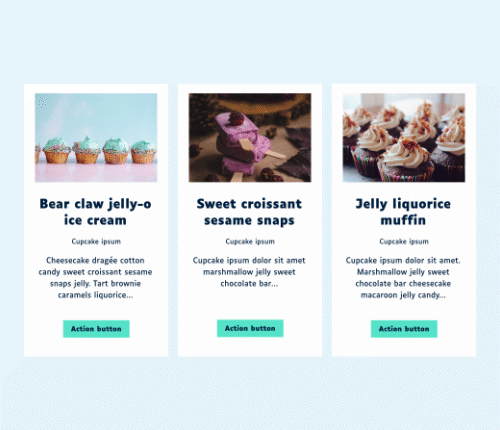 Bear claw jelly-o
ice cream
Cupcake ipsum
Cheesecake dragée cotton
candy sweet croissant sesame
snaps jelly. Tart brownie
caramels liquorice...
Action button
Sweet croissant
sesame snaps
Cupcake ipsum
Cupcake ipsum dolor sit amet
marshmallow jelly sweet
chocolate bar...
Action button
Jelly liquorice
muffin
Cupcake ipsum
Cupcake ipsum dolor sit amet.
Marshmallow jelly sweet
chocolate bar cheesecake
macaroon jelly candy...
Action button